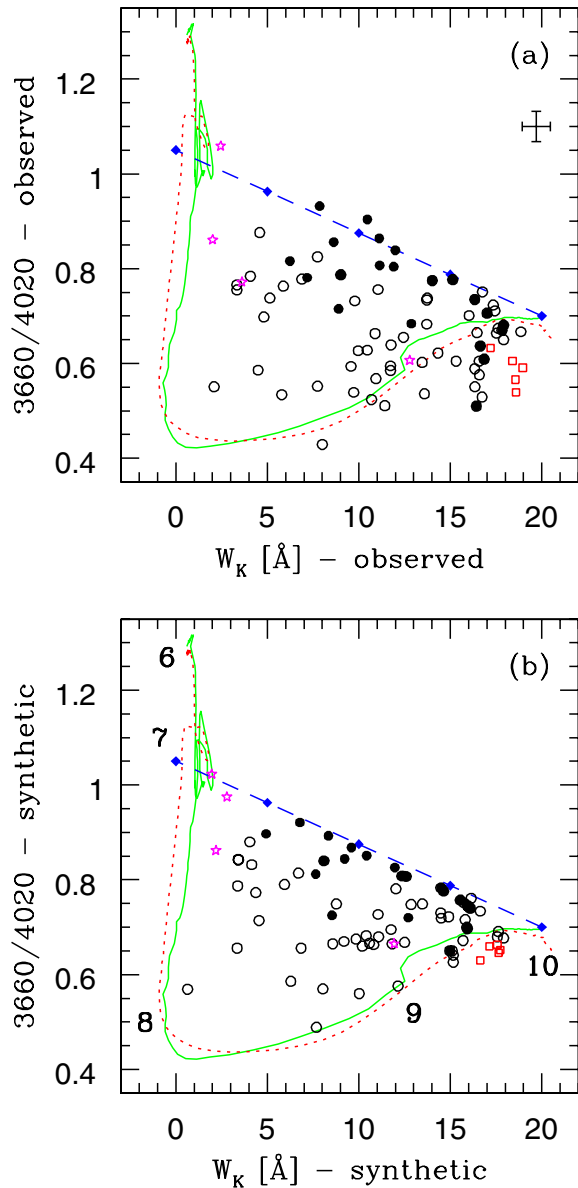 (a)
1.2
1
0.8
0.6
0.4
3660/4020 – observed
0 5 10 15 20
W_K [Å] – observed
(b)
6
1.2
7
1
0.8
0.6
8
9
10
0.4
3660/4020 – synthetic
0 5 10 15 20
W_K [Å] – synthetic